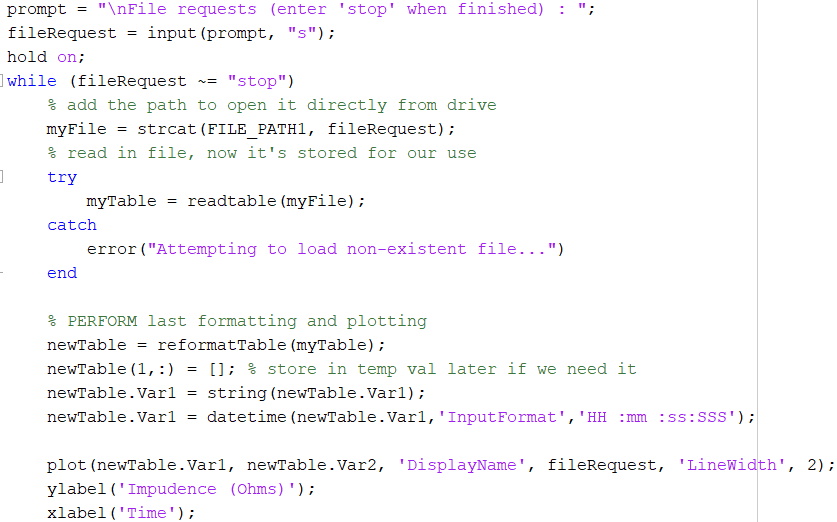 prompt = "\nFile requests (enter 'stop' when finished) : ";
fileRequest = input(prompt, "s");
hold on;
while (fileRequest ~= "stop")
    % add the path to open it directly from drive
    myFile = strcat(FILE_PATH1, fileRequest);
    % read in file, now it's stored for our use
    try
        myTable = readtable(myFile);
    catch
        error("Attempting to load non-existent file...")
    end

    % PERFORM last formatting and plotting
    newTable = reformatTable(myTable);
    newTable(1,:) = []; % store in temp val later if we need it
    newTable.Var1 = string(newTable.Var1);
    newTable.Var1 = datetime(newTable.Var1,'InputFormat','HH :mm :ss:SSS');

    plot(newTable.Var1, newTable.Var2, 'DisplayName', fileRequest, 'LineWidth', 2);
    ylabel('Impudence (Ohms)');
    xlabel('Time');